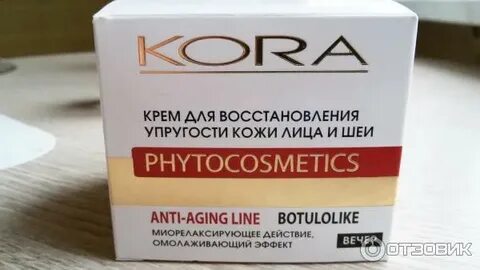 KORA
КРЕМ ДЛЯ ВОССТАНОВЛЕНИЯ
УПРУГОСТИ КОЖИ ЛИЦА И ШЕИ
PHYTOCOSMETICS
ANTI-AGING LINE BOTULOLIKE
МИОРЕЛАКСИРУЮЩЕЕ ДЕЙСТВИЕ,
ОМОЛАЖИВАЮЩИЙ ЭФФЕКТ ВЕЧЕР
ОТЗОВИК